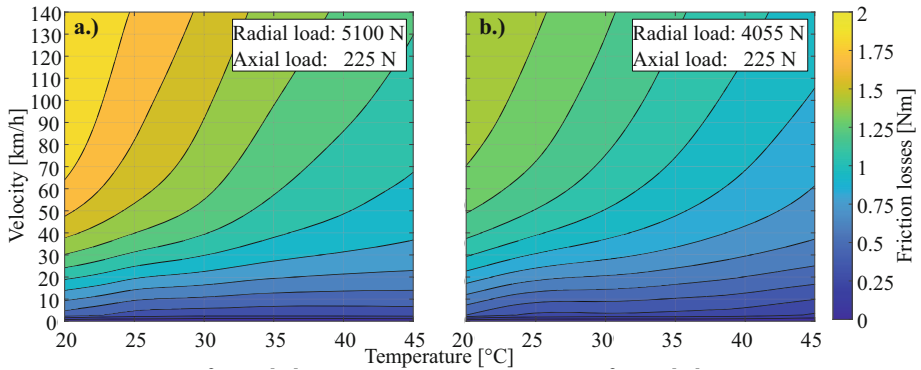 a.)
Radial load: 5100 N
Axial load: 225 N
b.)
Radial load: 4055 N
Axial load: 225 N
Velocity [km/h]
140
130
120
110
100
90
80
70
60
50
40
30
20
10
0
20 25 30 35 40 45
20 25 30 35 40 45
Temperature [°C]
2
1.75
1.5
1.25
1
0.75
0.5
0.25
0
Friction losses [Nm]